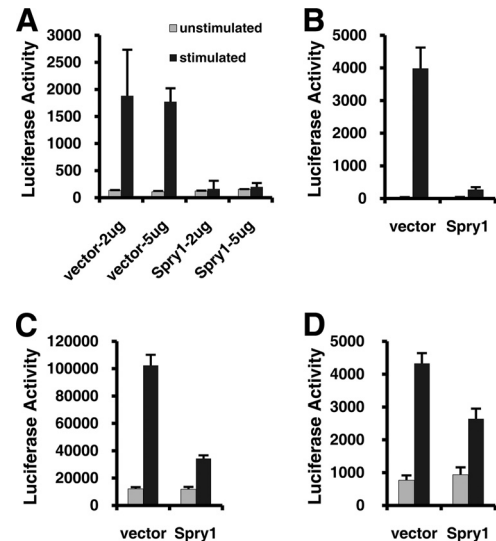 A
unstimulated
stimulated
Luciferase Activity
3000
2500
2000
1500
1000
500
0
vector-2ug
vector-5ug
Spry1-2ug
Spry1-5ug
B
Luciferase Activity
5000
4000
3000
2000
1000
0
vector Spry1
C
Luciferase Activity
120000
100000
80000
60000
40000
20000
0
vector Spry1
D
Luciferase Activity
5000
4000
3000
2000
1000
0
vector Spry1